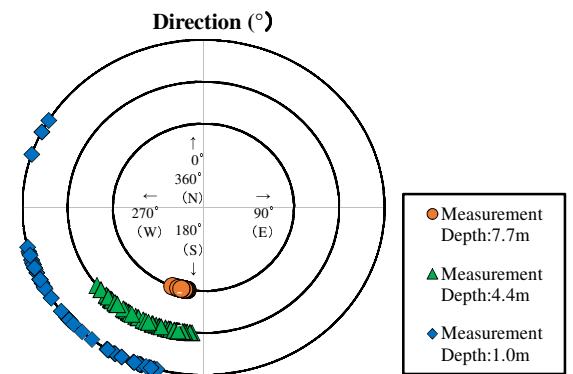 Direction (°)
↑
0°
360°
(N)
← →
270° 90°
(W) (E)
180°
(S)
↓
Measurement
Depth:7.7m
Measurement
Depth:4.4m
Measurement
Depth:1.0m